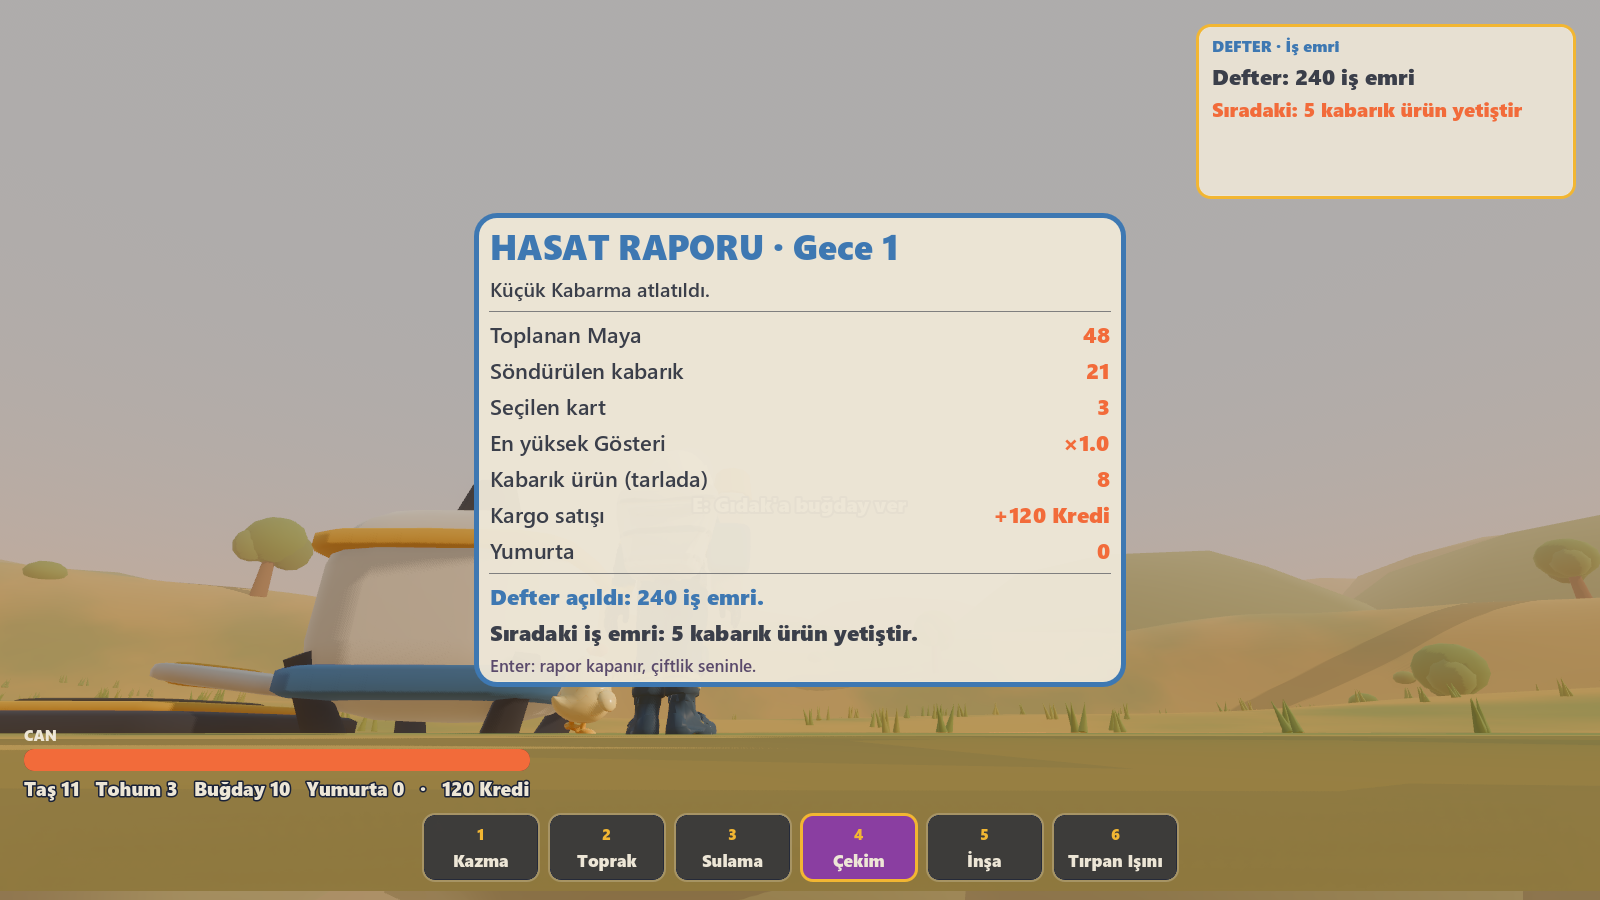 DEFTER · İş emri
Defter: 240 iş emri
Sıradaki: 5 kabarık ürün yetiştir
HASAT RAPORU · Gece 1
Küçük Kabarma atlatıldı.
Toplanan Maya 48
Söndürülen kabarık 21
Seçilen kart 3
En yüksek Gösteri ×1.0
Kabarık ürün (tarlada) 8
E: Gıdak'a buğday ver
Kargo satışı +120 Kredi
Yumurta 0
Defter açıldı: 240 iş emri.
Sıradaki iş emri: 5 kabarık ürün yetiştir.
Enter: rapor kapanır, çiftlik seninle.
CAN
Taş 11 Tohum 3 Buğday 10 Yumurta 0 · 120 Kredi
1 Kazma
2 Toprak
3 Sulama
4 Çekim
5 İnşa
6 Tırpan Işını